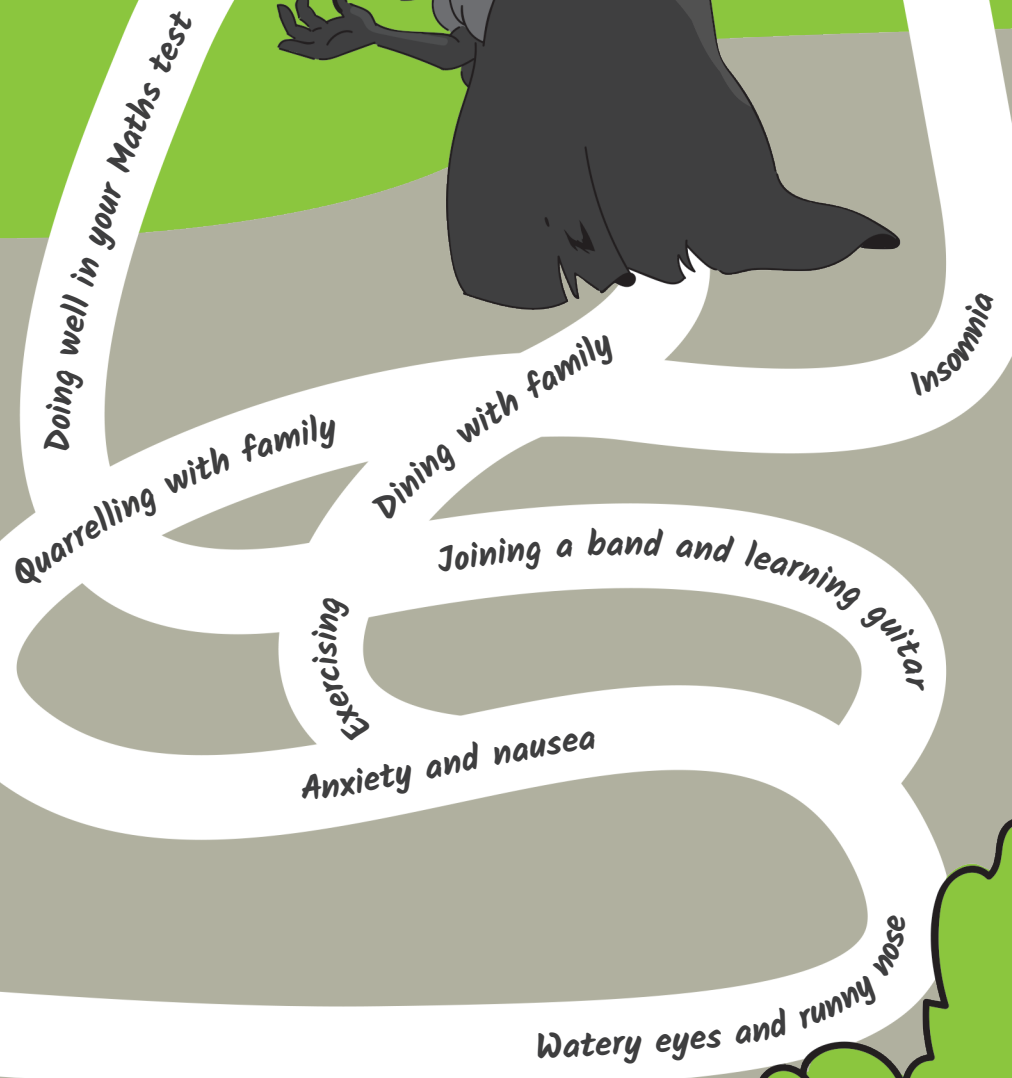 Doing well in your Maths test
Insomnia
Quarrelling with family
Dining with family
Joining a band and learning guitar
Exercising
Anxiety and nausea
Watery eyes and runny nose